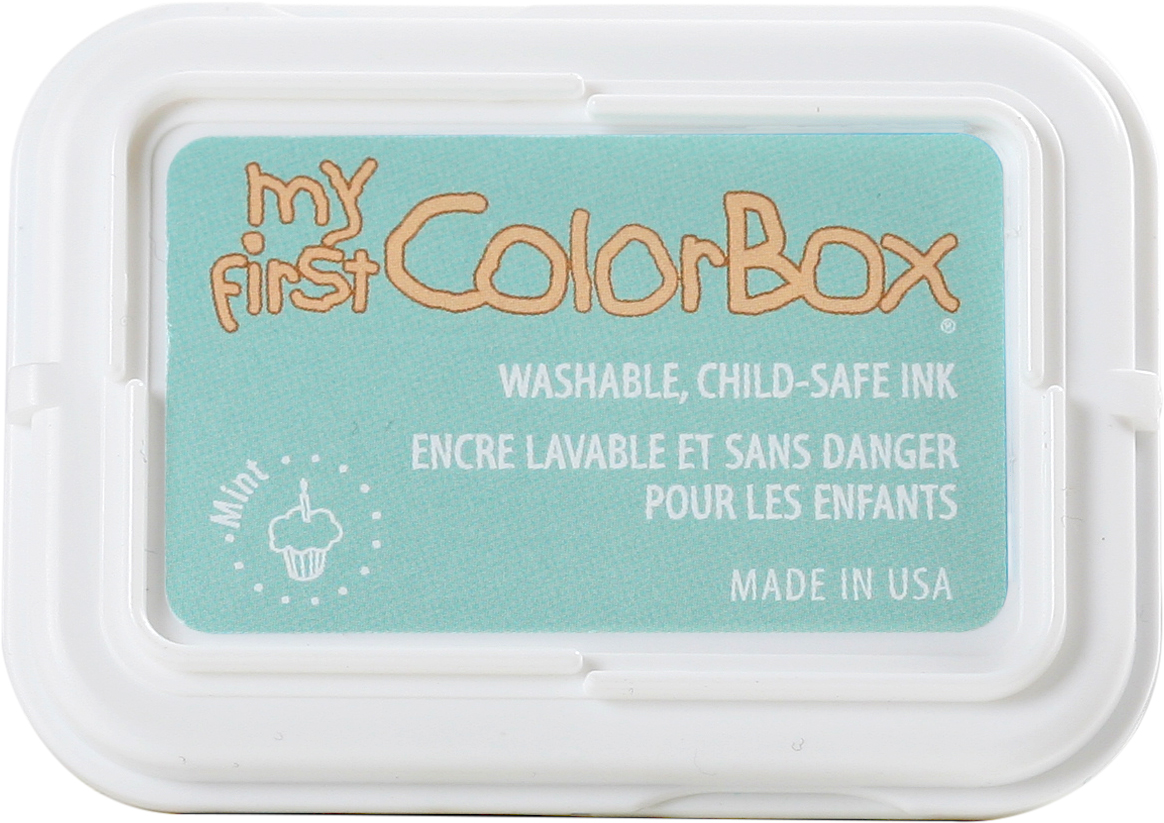 my
first ColorBox®
WASHABLE, CHILD-SAFE INK
ENCRE LAVABLE ET SANS DANGER
POUR LES ENFANTS
Mint
MADE IN USA